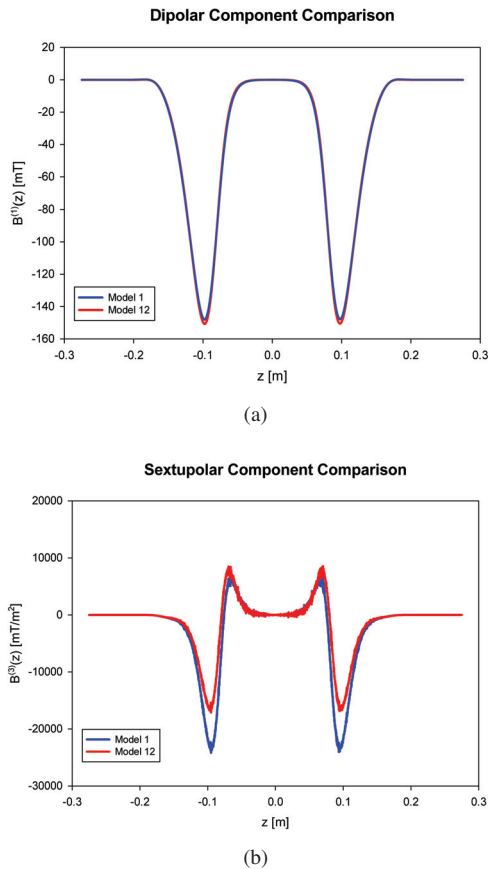 Dipolar Component Comparison
20
0
-20
-40
-60
-80
-100
-120
-140
-160
B⁽¹⁾(z) [mT]
Model 1
Model 12
-0.3 -0.2 -0.1 0.0 0.1 0.2 0.3
z [m]
(a)
Sextupolar Component Comparison
20000
10000
0
-10000
-20000
-30000
B⁽³⁾(z) [mT/m²]
Model 1
Model 12
-0.3 -0.2 -0.1 0.0 0.1 0.2 0.3
z [m]
(b)